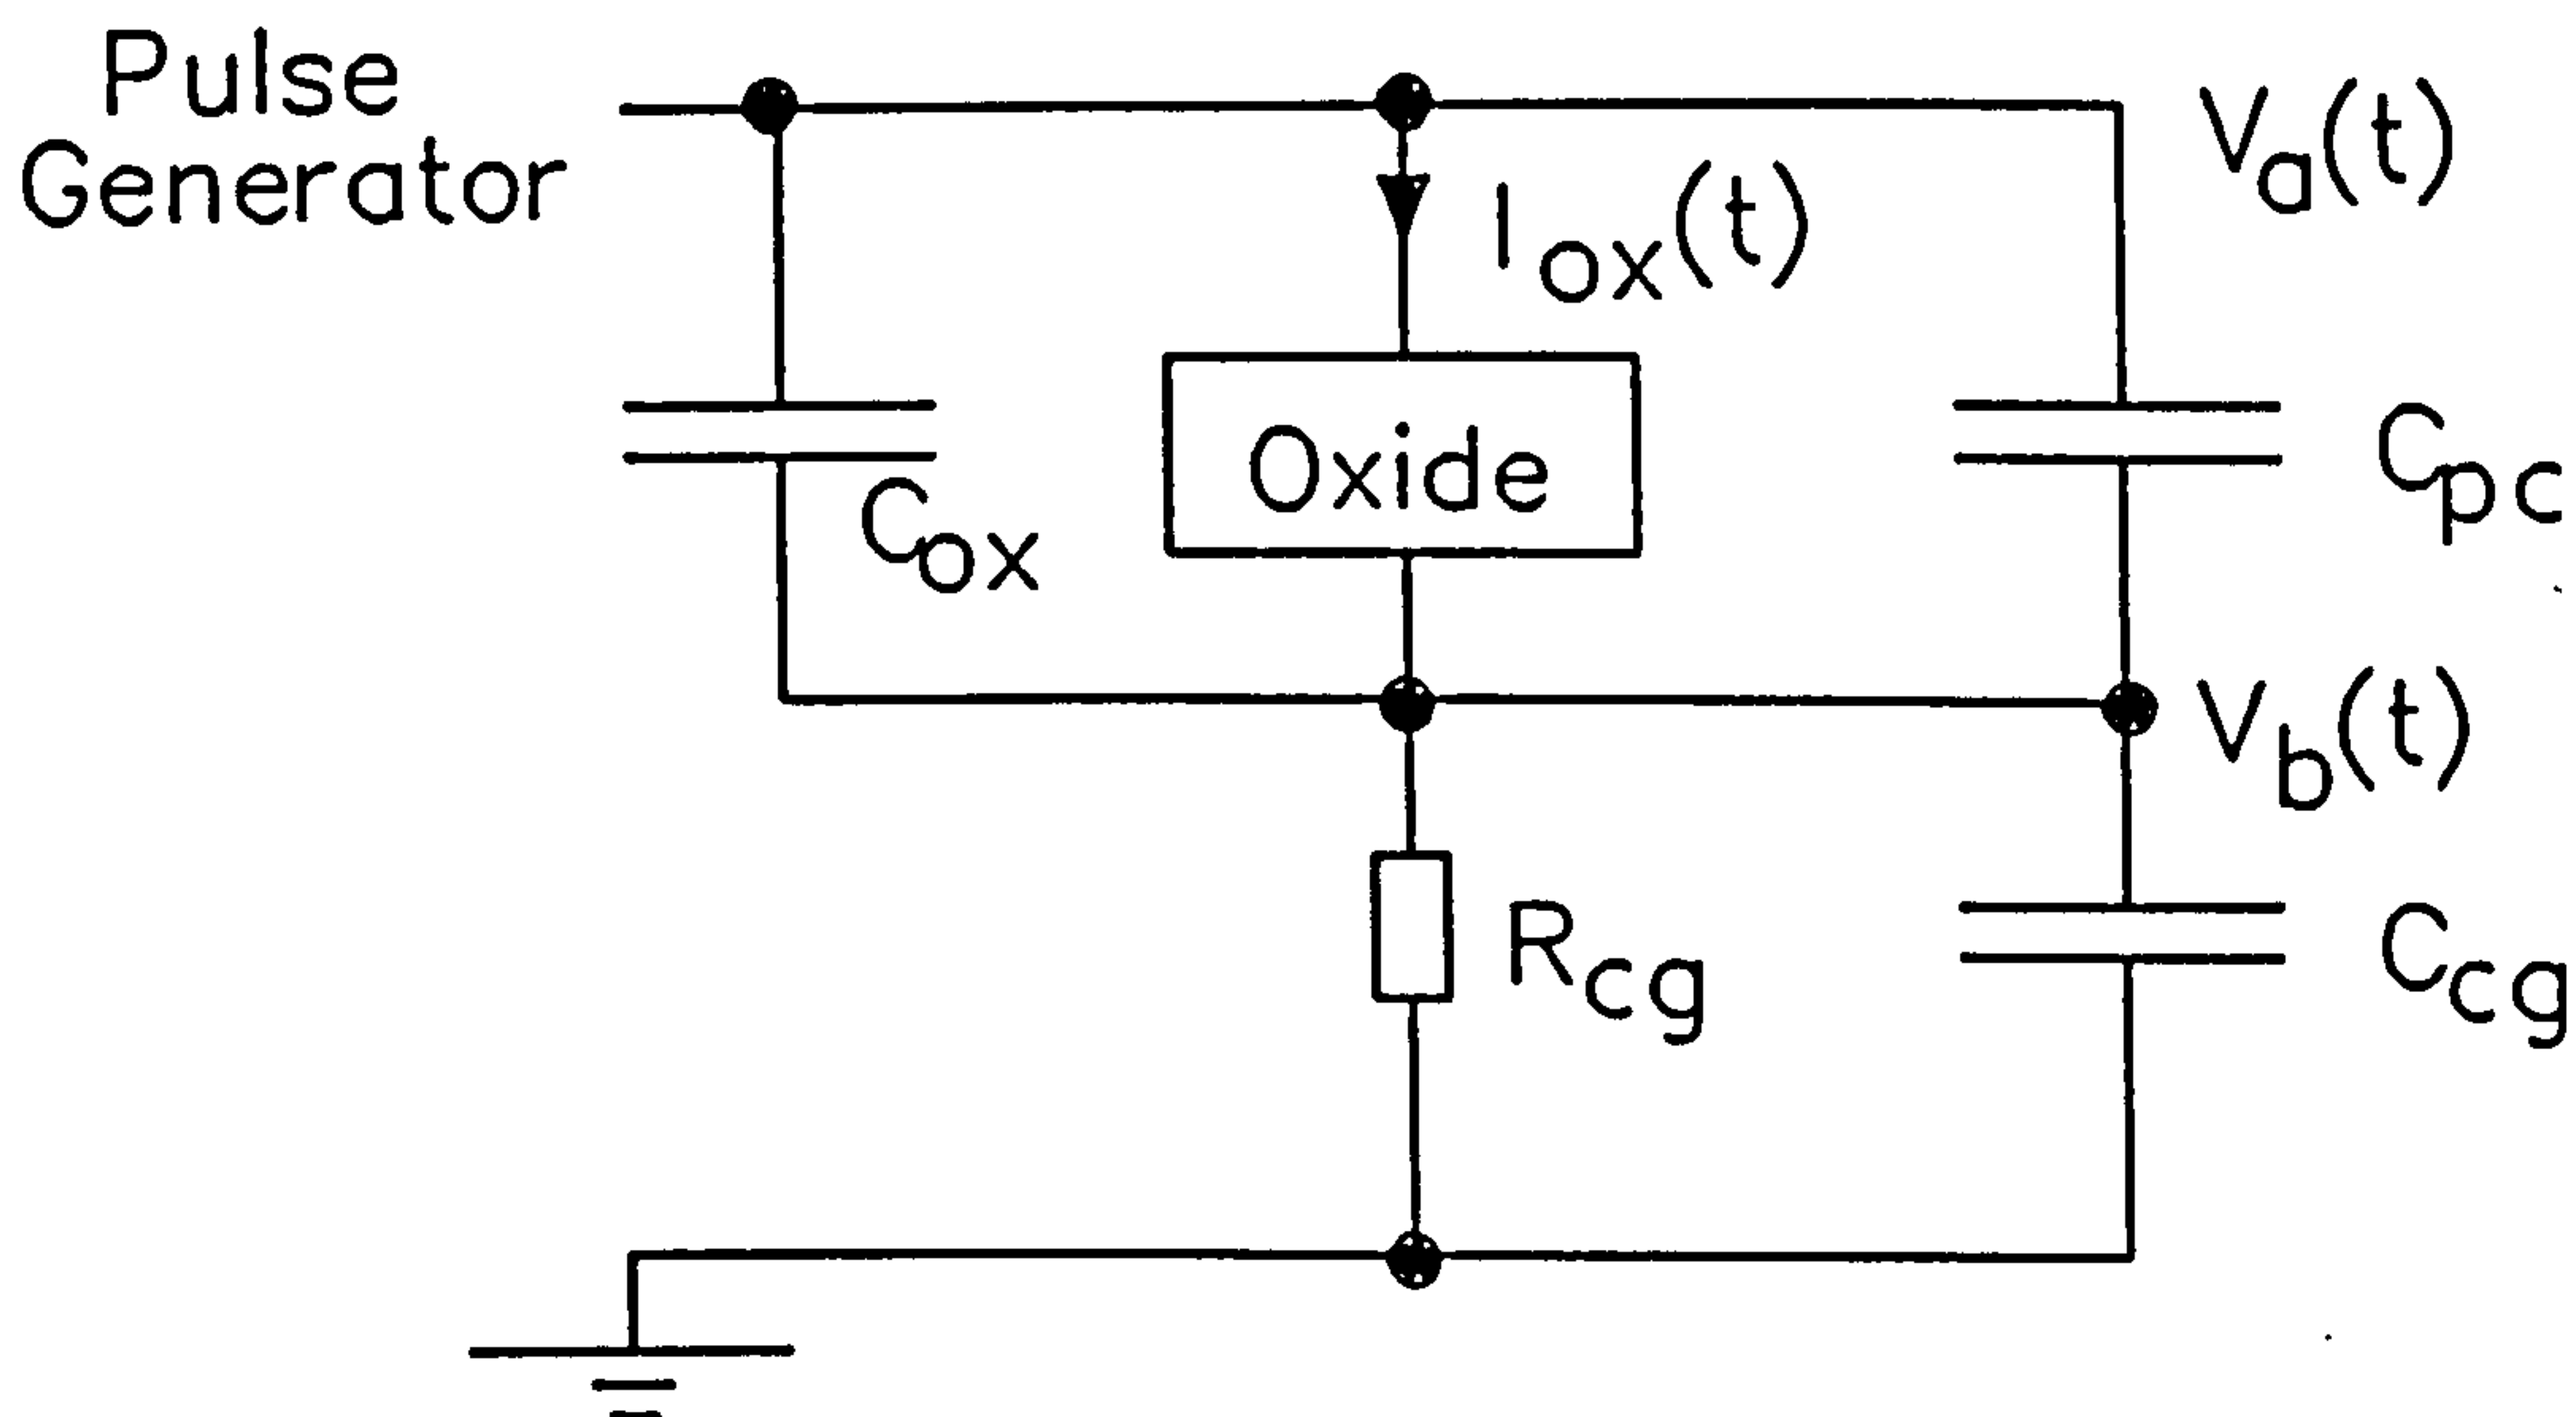 Pulse
Generator
Va(t)
Iox(t)
Oxide
Cox
Cpc
Vb(t)
Rcg
Ccg